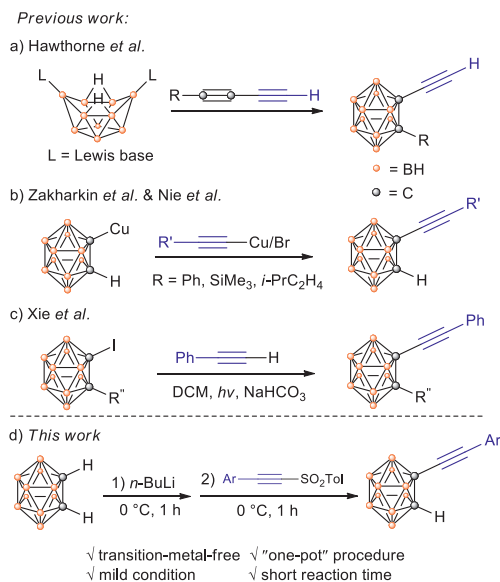 Previous work:
a) Hawthorne et al.
L H H L
R H
H
R
L = Lewis base
= BH
= C
b) Zakharkin et al. & Nie et al.
Cu
H
R' Cu/Br
R = Ph, SiMe3, i-PrC2H4
R'
H
c) Xie et al.
I
R"
Ph H
DCM, hv, NaHCO3
Ph
R"
d) This work
H
H
1) n-BuLi
0 °C, 1 h
2) Ar SO2Tol
0 °C, 1 h
Ar
H
√ transition-metal-free √ "one-pot" procedure
√ mild condition √ short reaction time